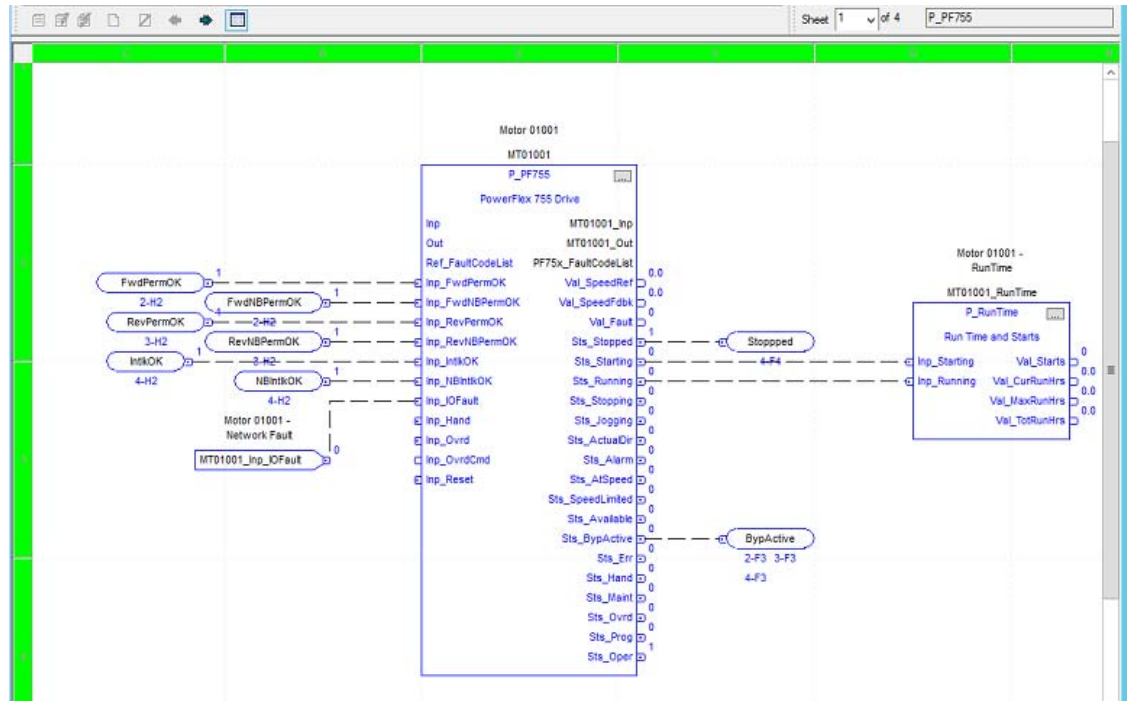 Sheet 1 of 4 P_PF755
Motor 01001
MT01001
P_PF755 ...
PowerFlex 755 Drive
Inp MT01001_Inp
Out MT01001_Out
Ref_FaultCodeList PF75x_FaultCodeList
FwdPermOK 1 Inp_FwdPermOK Val_SpeedRef 0.0
2-H2 FwdNBPermOK 1 Inp_FwdNBPermOK Val_SpeedFdbk 0.0
RevPermOK 1 2-H2 Inp_RevPermOK Val_Fault 0
3-H2 RevNBPermOK 1 Inp_RevNBPermOK Sts_Stopped 1 Stoppped
IntlkOK 1 3-H2 Inp_IntlkOK Sts_Starting 0 4-F4
4-H2 NBIntlkOK 1 Inp_NBIntlkOK Sts_Running 0
4-H2 Inp_IOFault Sts_Stopping 0
Motor 01001 -
Network Fault
MT01001_Inp_IOFault 0
Inp_Hand Sts_Jogging 0
Inp_Ovrd Sts_ActualDir 0
Inp_OvrdCmd Sts_Alarm 0
Inp_Reset Sts_AtSpeed 0
Sts_SpeedLimited 0
Sts_Available 0
Sts_BypActive 0 BypActive
Sts_Err 0 2-F3 3-F3
Sts_Hand 0 4-F3
Sts_Maint 0
Sts_Ovrd 0
Sts_Prog 0
Sts_Oper 1
Motor 01001 -
RunTime
MT01001_RunTime
P_RunTime ...
Run Time and Starts
Inp_Starting Val_Starts 0
Inp_Running Val_CurRunHrs 0.0
Val_MaxRunHrs 0.0
Val_TotRunHrs 0.0